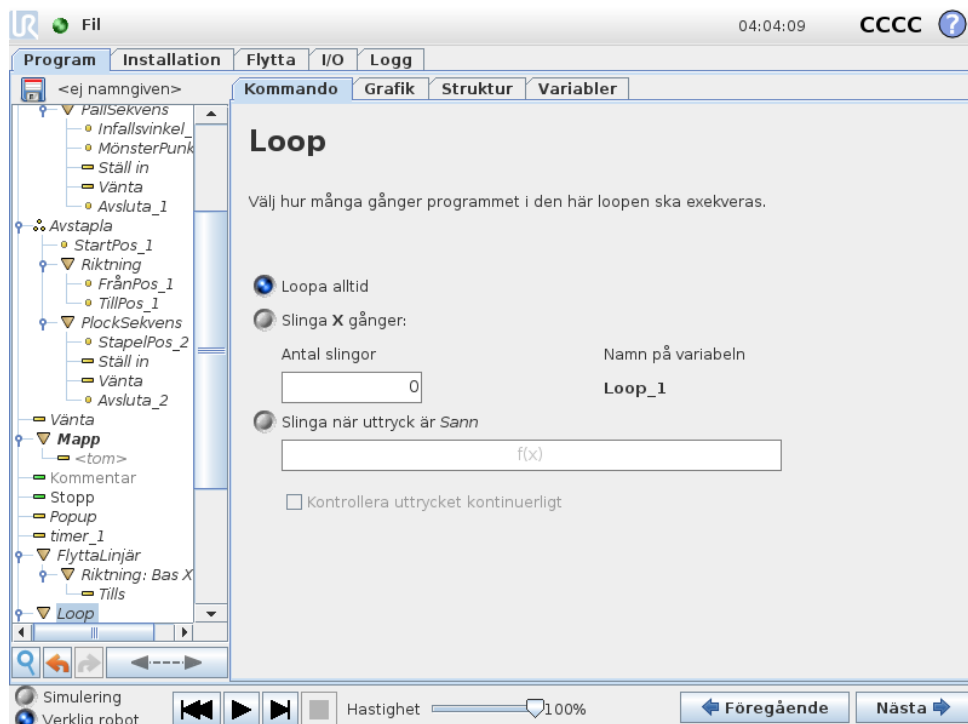 UR Fil 04:04:09 CCCC ?
Program Installation Flytta I/O Logg
<ej namngiven>
Kommando Grafik Struktur Variabler
PallSekvens
Infallsvinkel_
MönsterPunk
Ställ in
Vänta
Avsluta_1
Avstapla
StartPos_1
Riktning
FrånPos_1
TillPos_1
PlockSekvens
StapelPos_2
Ställ in
Vänta
Avsluta_2
Vänta
Mapp
<tom>
Kommentar
Stopp
Popup
timer_1
FlyttaLinjär
Riktning: Bas X
Tills
Loop
Loop
Välj hur många gånger programmet i den här loopen ska exekveras.
Loopa alltid
Slinga X gånger:
Antal slingor Namn på variabeln
0 Loop_1
Slinga när uttryck är Sann
f(x)
Kontrollera uttrycket kontinuerligt
Simulering
Verklig robot
Hastighet 100%
Föregående Nästa